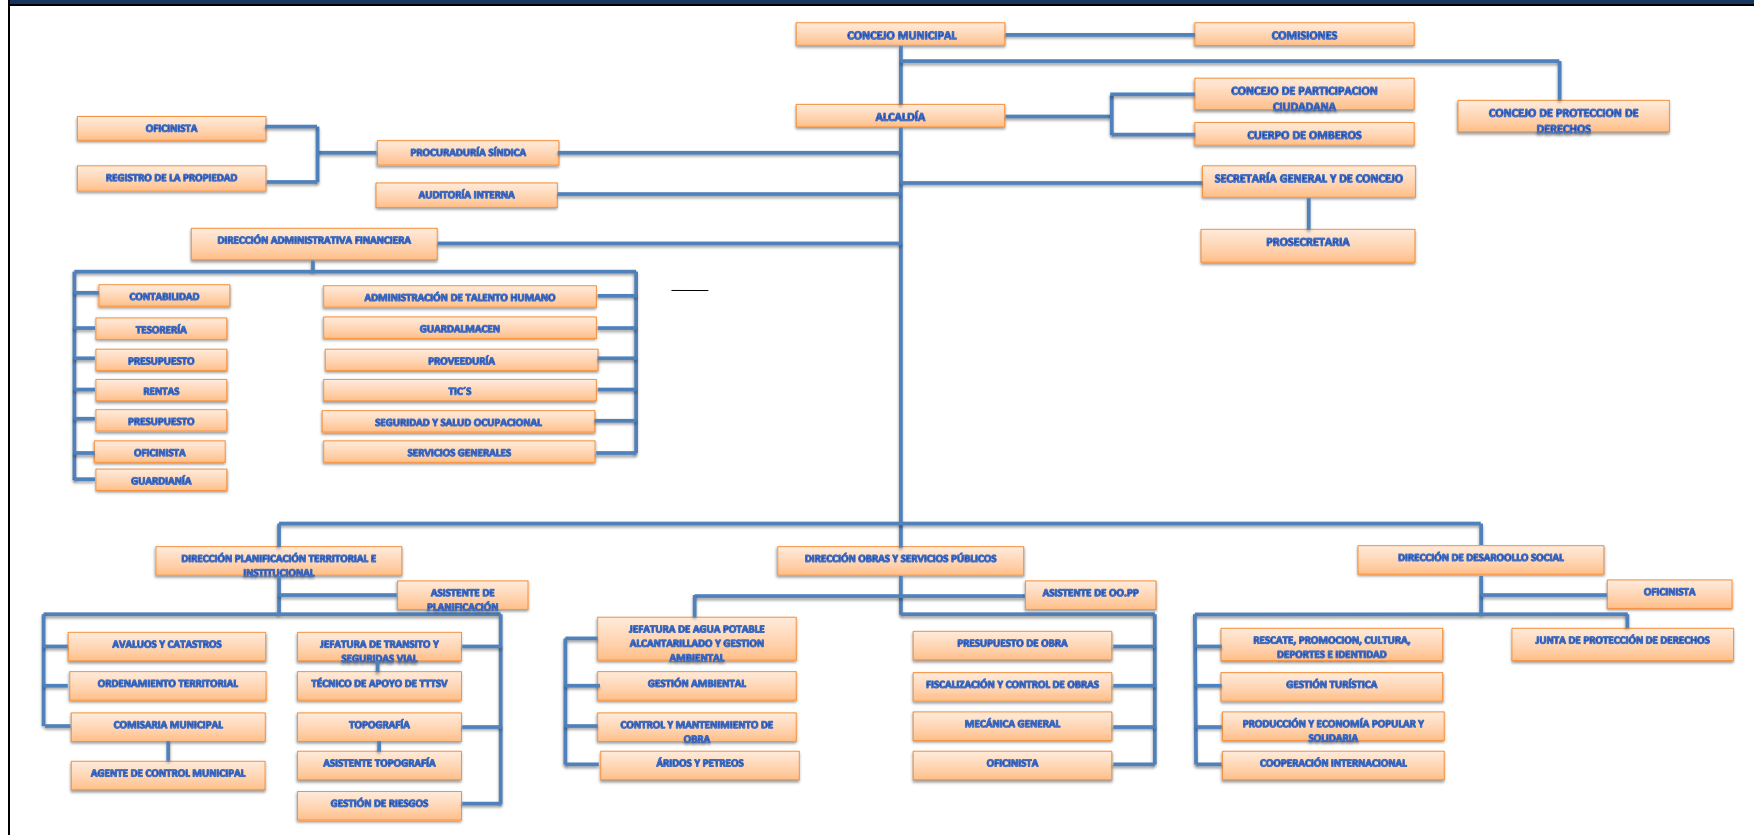 CONCEJO MUNICIPAL
COMISIONES
CONCEJO DE PARTICIPACION
CIUDADANA
CONCEJO DE PROTECCION DE
DERECHOS
ALCALDÍA
CUERPO DE OMBEROS
OFICINISTA
PROCURADURÍA SÍNDICA
REGISTRO DE LA PROPIEDAD
AUDITORÍA INTERNA
SECRETARÍA GENERAL Y DE CONCEJO
PROSECRETARIA
DIRECCIÓN ADMINISTRATIVA FINANCIERA
CONTABILIDAD
TESORERÍA
PRESUPUESTO
RENTAS
PRESUPUESTO
OFICINISTA
GUARDIANÍA
ADMINISTRACIÓN DE TALENTO HUMANO
GUARDALMACEN
PROVEEDURÍA
TIC´S
SEGURIDAD Y SALUD OCUPACIONAL
SERVICIOS GENERALES
DIRECCIÓN PLANIFICACIÓN TERRITORIAL E
INSTITUCIONAL
ASISTENTE DE
PLANIFICACIÓN
AVALUOS Y CATASTROS
ORDENAMIENTO TERRITORIAL
COMISARIA MUNICIPAL
AGENTE DE CONTROL MUNICIPAL
JEFATURA DE TRANSITO Y
SEGURIDAS VIAL
TÉCNICO DE APOYO DE TTTSV
TOPOGRAFÍA
ASISTENTE TOPOGRAFÍA
GESTIÓN DE RIESGOS
DIRECCIÓN OBRAS Y SERVICIOS PÚBLICOS
ASISTENTE DE OO.PP
JEFATURA DE AGUA POTABLE
ALCANTARILLADO Y GESTION
AMBIENTAL
GESTIÓN AMBIENTAL
CONTROL Y MANTENIMIENTO DE
OBRA
ÁRIDOS Y PETREOS
PRESUPUESTO DE OBRA
FISCALIZACIÓN Y CONTROL DE OBRAS
MECÁNICA GENERAL
OFICINISTA
DIRECCIÓN DE DESAROOLLO SOCIAL
OFICINISTA
RESCATE, PROMOCION, CULTURA,
DEPORTES E IDENTIDAD
GESTIÓN TURÍSTICA
PRODUCCIÓN Y ECONOMÍA POPULAR Y
SOLIDARIA
COOPERACIÓN INTERNACIONAL
JUNTA DE PROTECCIÓN DE DERECHOS